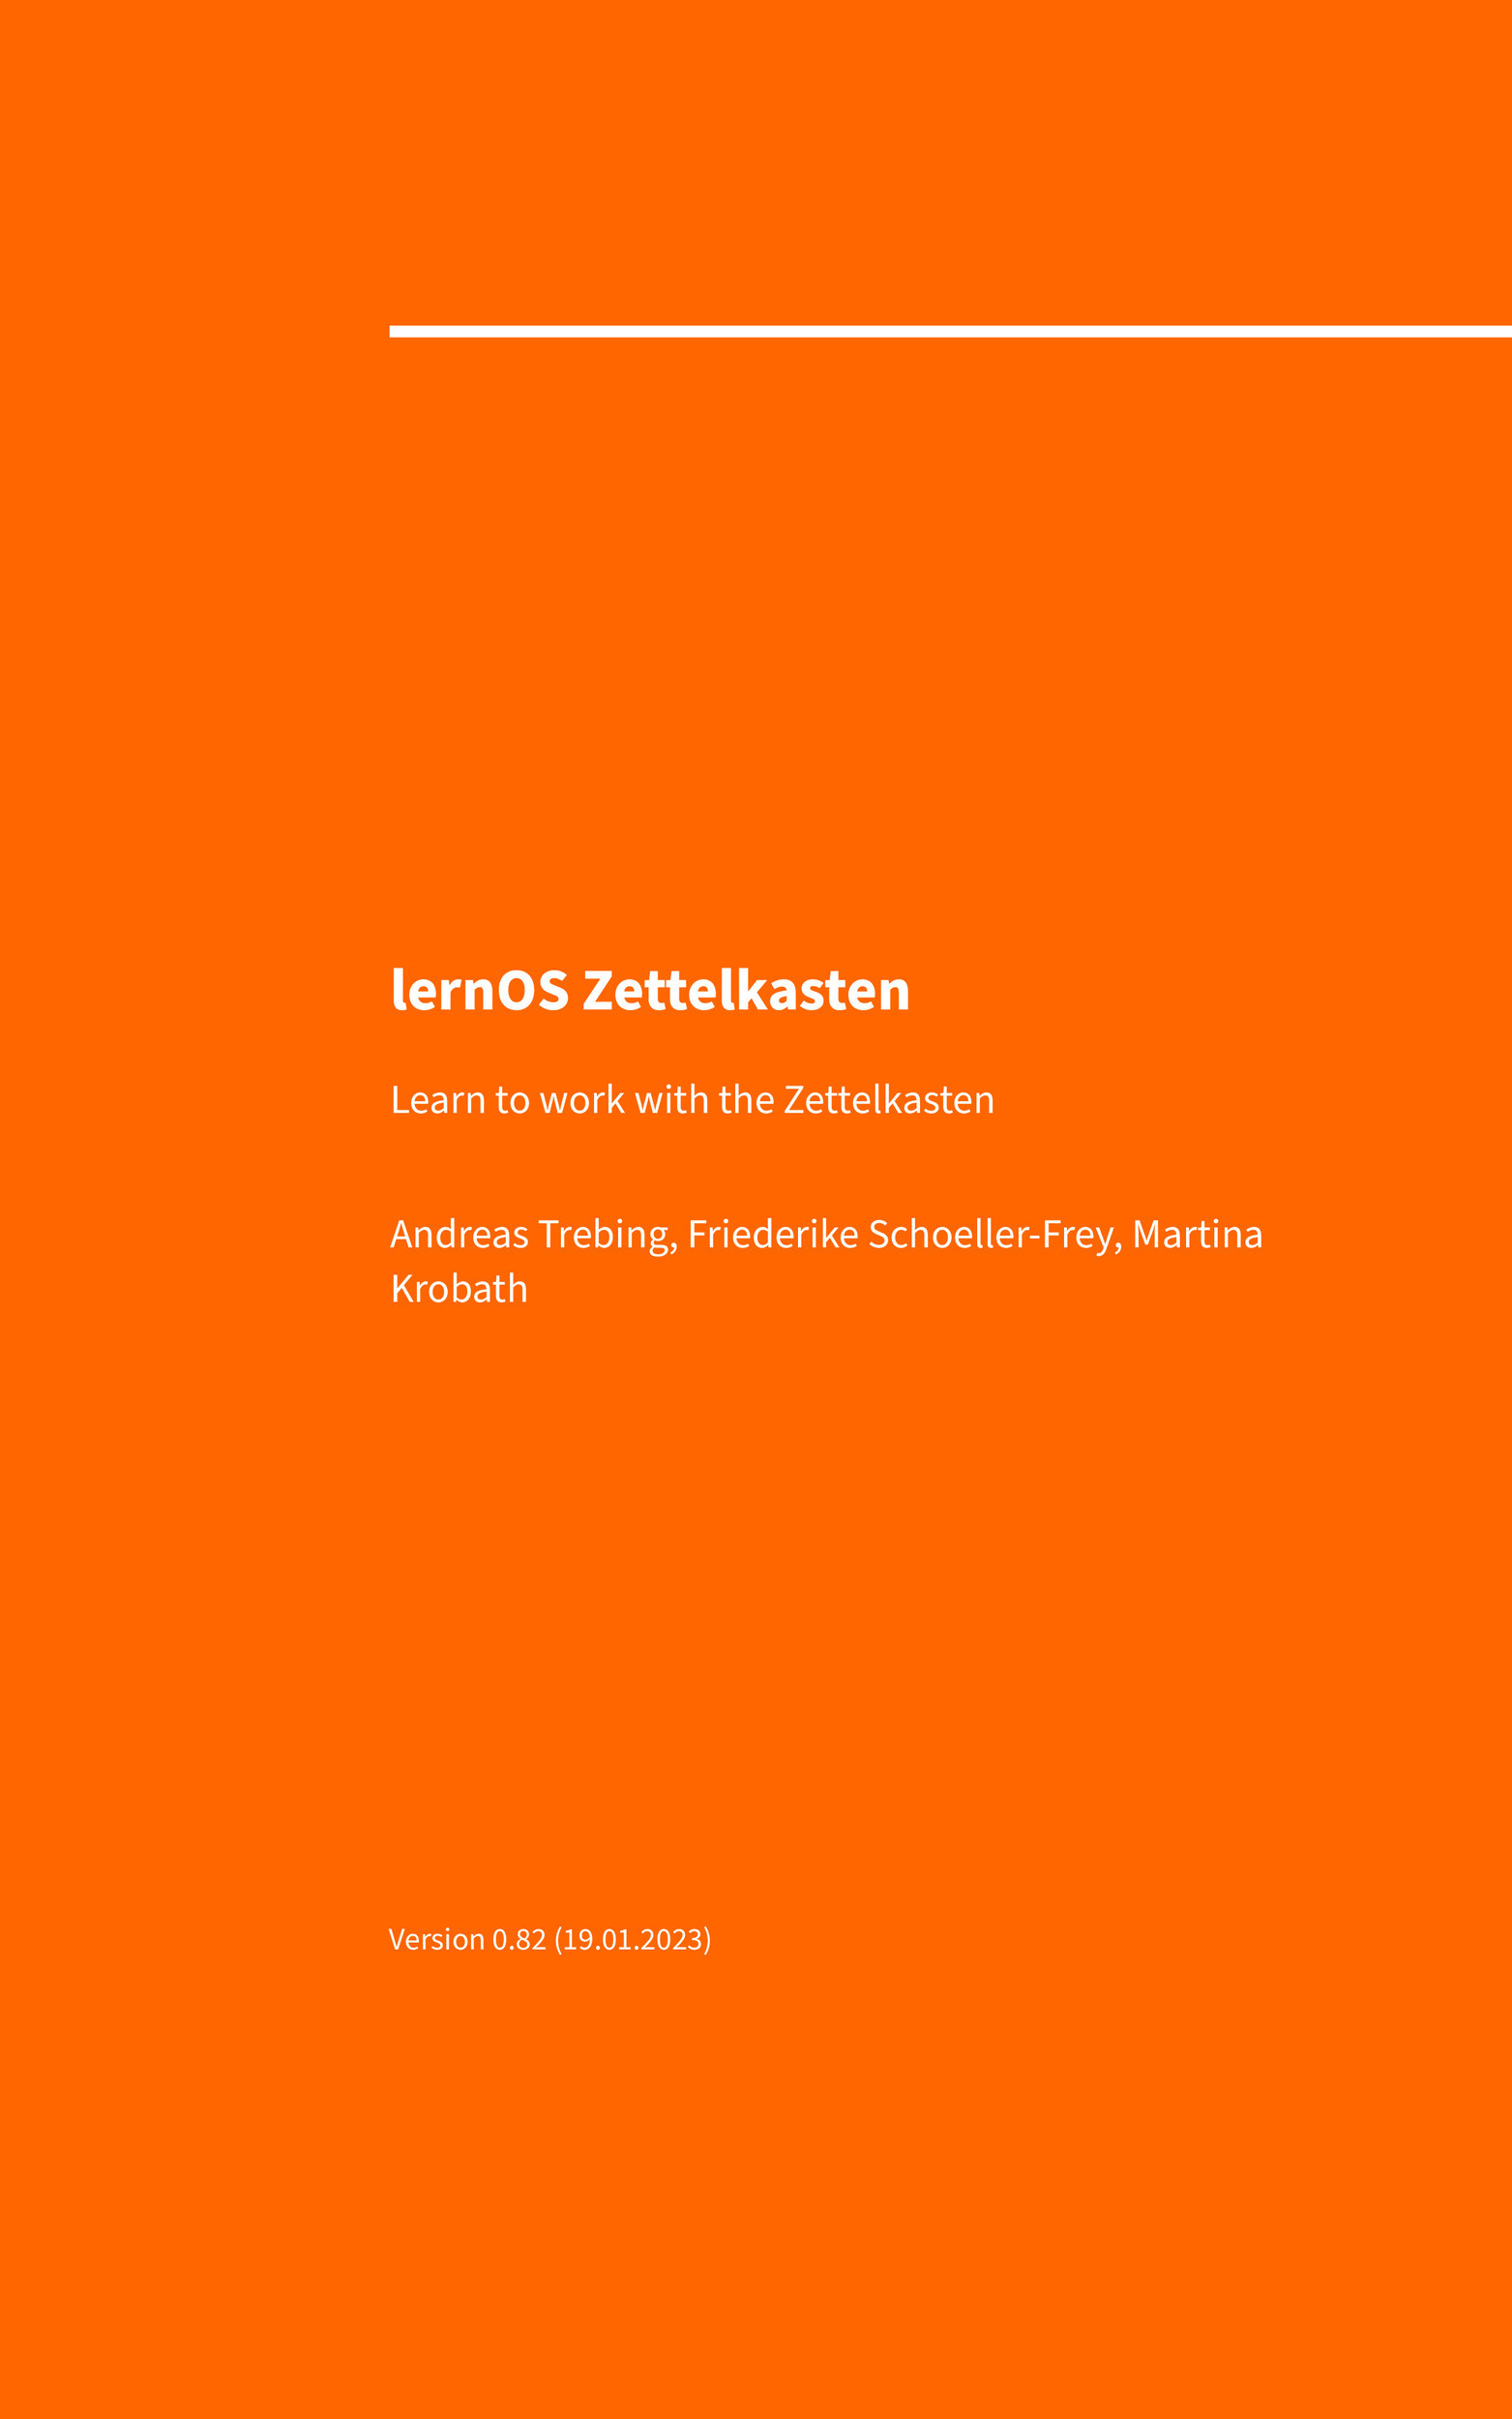 lernOS Zettelkasten
Learn to work with the Zettelkasten
Andreas Trebing, Friederike Schoeller-Frey, Martina
Krobath
Version 0.82 (19.01.2023)